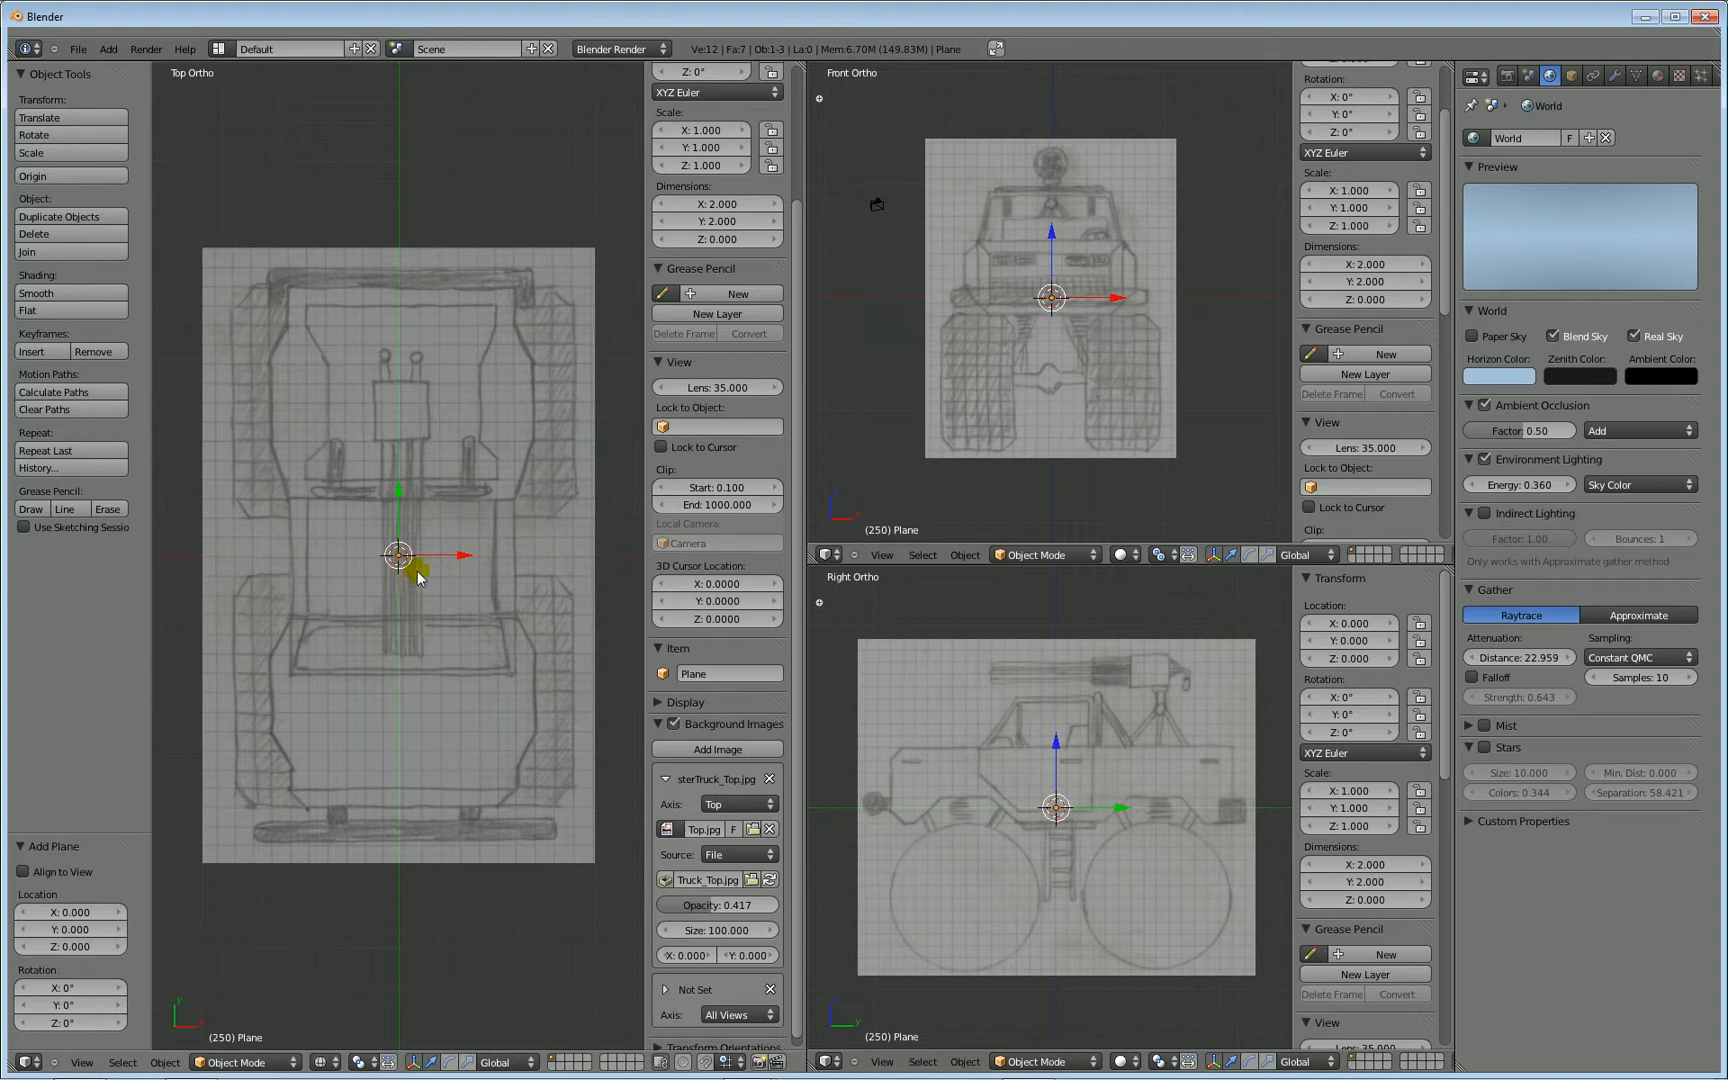 Blender
File Add Render Help Default Scene Blender Render Ve:12 | Fa:7 | Ob:1-3 | La:0 | Mem:6.70M (149.83M) | Plane
Object Tools
Transform:
Translate
Rotate
Scale
Origin
Object:
Duplicate Objects
Delete
Join
Shading:
Smooth
Flat
Keyframes:
Insert Remove
Motion Paths:
Calculate Paths
Clear Paths
Repeat:
Repeat Last
History...
Grease Pencil:
Draw Line Erase
Use Sketching Sessio
Add Plane
Align to View
Location
X: 0.000
Y: 0.000
Z: 0.000
Rotation
X: 0°
Y: 0°
Z: 0°
Top Ortho
(250) Plane
View Select Object Object Mode Global
Z: 0°
XYZ Euler
Scale:
X: 1.000
Y: 1.000
Z: 1.000
Dimensions:
X: 2.000
Y: 2.000
Z: 0.000
Grease Pencil
New
New Layer
Delete Frame Convert
View
Lens: 35.000
Lock to Object:
Lock to Cursor
Clip:
Start: 0.100
End: 1000.000
Local Camera:
Camera
3D Cursor Location:
X: 0.0000
Y: 0.0000
Z: 0.0000
Item
Plane
Display
Background Images
Add Image
sterTruck_Top.jpg
Axis: Top
Top.jpg F
Source: File
Truck_Top.jpg
Opacity: 0.417
Size: 100.000
X: 0.000 Y: 0.000
Not Set
Axis: All Views
Transform Orientations
Front Ortho
(250) Plane
View Select Object Object Mode Global
Rotation:
X: 0°
Y: 0°
Z: 0°
XYZ Euler
Scale:
X: 1.000
Y: 1.000
Z: 1.000
Dimensions:
X: 2.000
Y: 2.000
Z: 0.000
Grease Pencil
New
New Layer
Delete Frame Convert
View
Lens: 35.000
Lock to Object:
Lock to Cursor
Clip:
Right Ortho
(250) Plane
View Select Object Object Mode Global
Transform
Location:
X: 0.000
Y: 0.000
Z: 0.000
Rotation:
X: 0°
Y: 0°
Z: 0°
XYZ Euler
Scale:
X: 1.000
Y: 1.000
Z: 1.000
Dimensions:
X: 2.000
Y: 2.000
Z: 0.000
Grease Pencil
New
New Layer
Delete Frame Convert
View
Lens: 35.000
World
World F
Preview
World
Paper Sky Blend Sky Real Sky
Horizon Color: Zenith Color: Ambient Color:
Ambient Occlusion
Factor: 0.50 Add
Environment Lighting
Energy: 0.360 Sky Color
Indirect Lighting
Factor: 1.00 Bounces: 1
Only works with Approximate gather method
Gather
Raytrace Approximate
Attenuation: Sampling:
Distance: 22.959 Constant QMC
Falloff Samples: 10
Strength: 0.643
Mist
Stars
Size: 10.000 Min. Dist: 0.000
Colors: 0.344 Separation: 58.421
Custom Properties